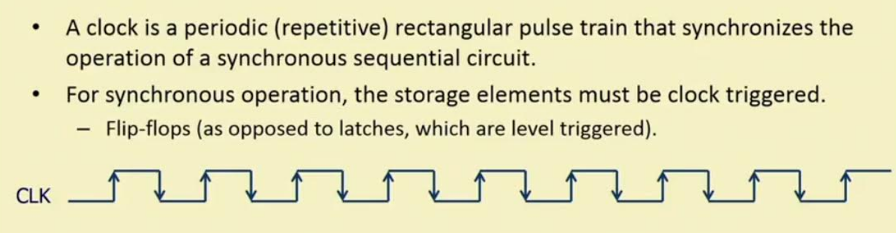 • A clock is a periodic (repetitive) rectangular pulse train that synchronizes the
operation of a synchronous sequential circuit.
• For synchronous operation, the storage elements must be clock triggered.
– Flip-flops (as opposed to latches, which are level triggered).
CLK